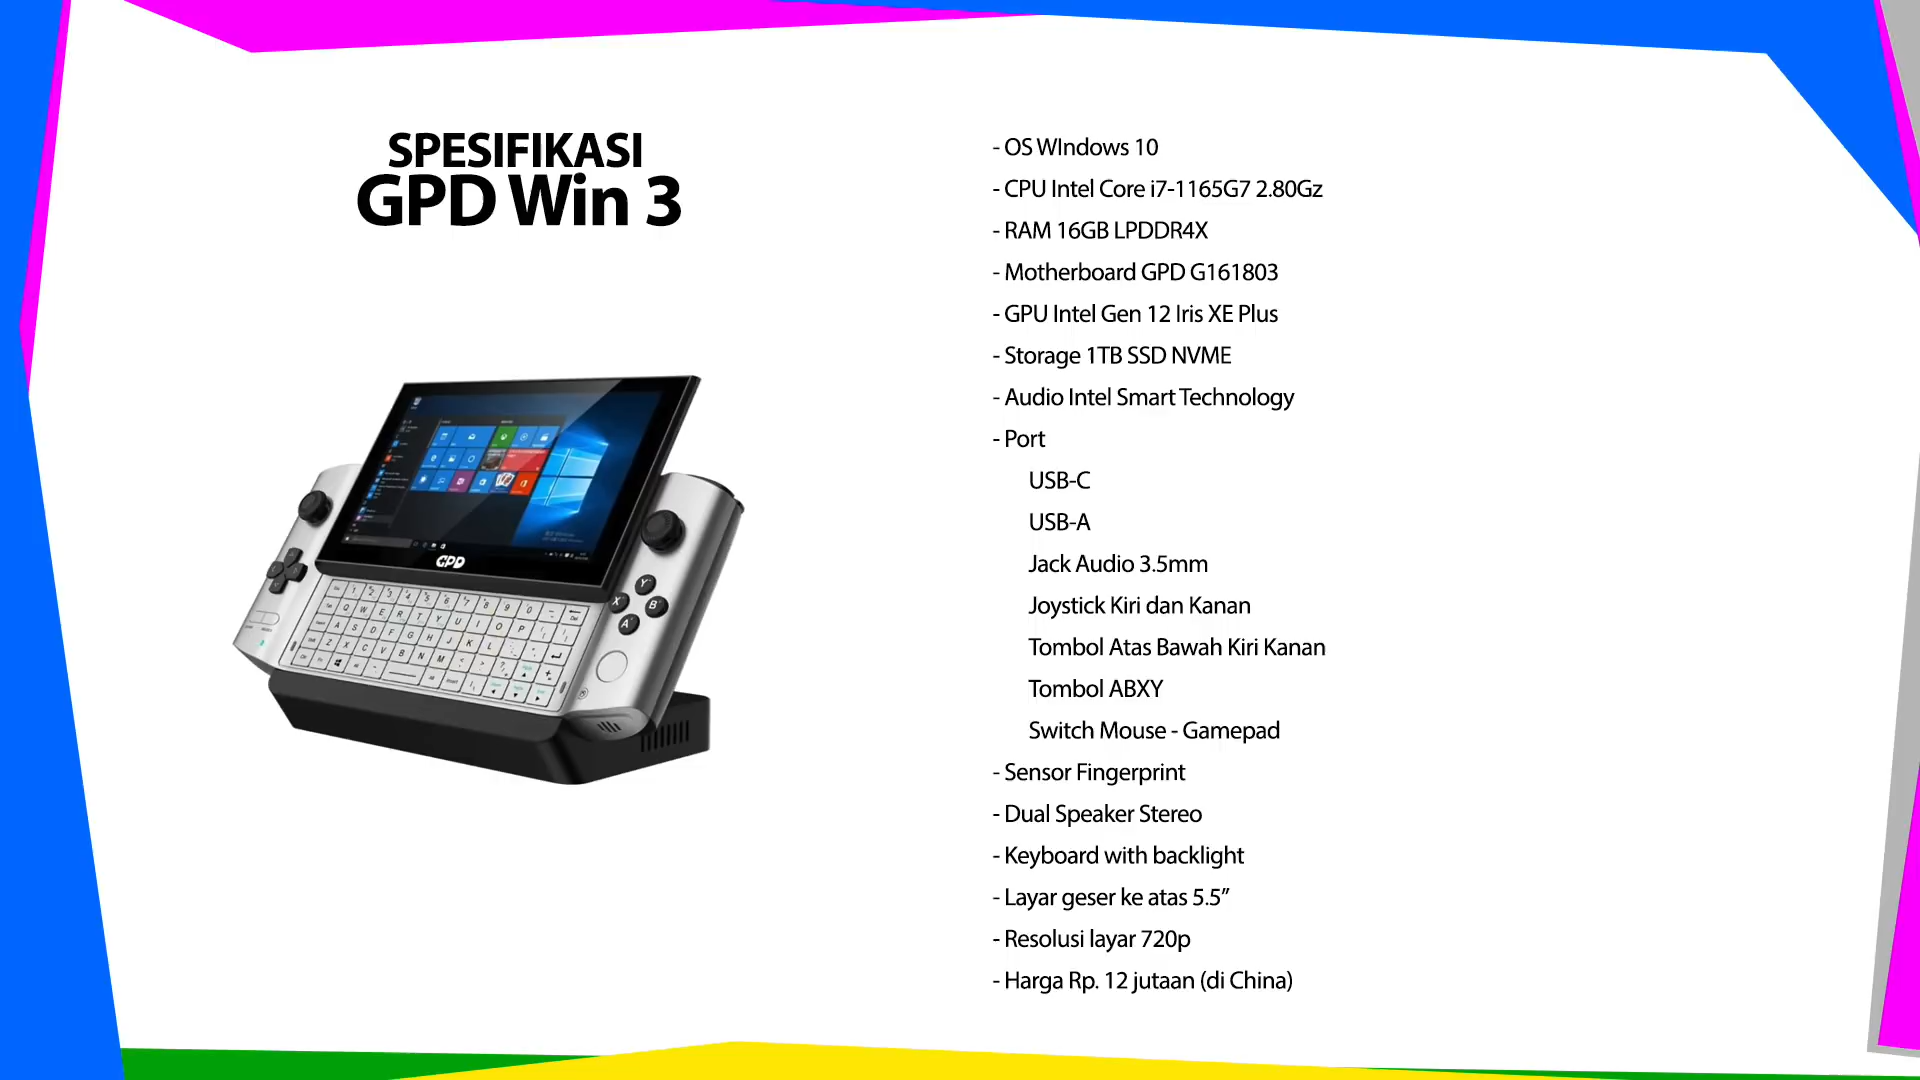 SPESIFIKASI
GPD Win 3
- OS WIndows 10
- CPU Intel Core i7-1165G7 2.80Gz
- RAM 16GB LPDDR4X
- Motherboard GPD G161803
- GPU Intel Gen 12 Iris XE Plus
- Storage 1TB SSD NVME
- Audio Intel Smart Technology
- Port
USB-C
USB-A
Jack Audio 3.5mm
Joystick Kiri dan Kanan
Tombol Atas Bawah Kiri Kanan
Tombol ABXY
Switch Mouse - Gamepad
- Sensor Fingerprint
- Dual Speaker Stereo
- Keyboard with backlight
- Layar geser ke atas 5.5”
- Resolusi layar 720p
- Harga Rp. 12 jutaan (di China)
GPD
Y
X B
A
Q W E R T Y U I O P
A S D F G H J K L
Z X C V B N M